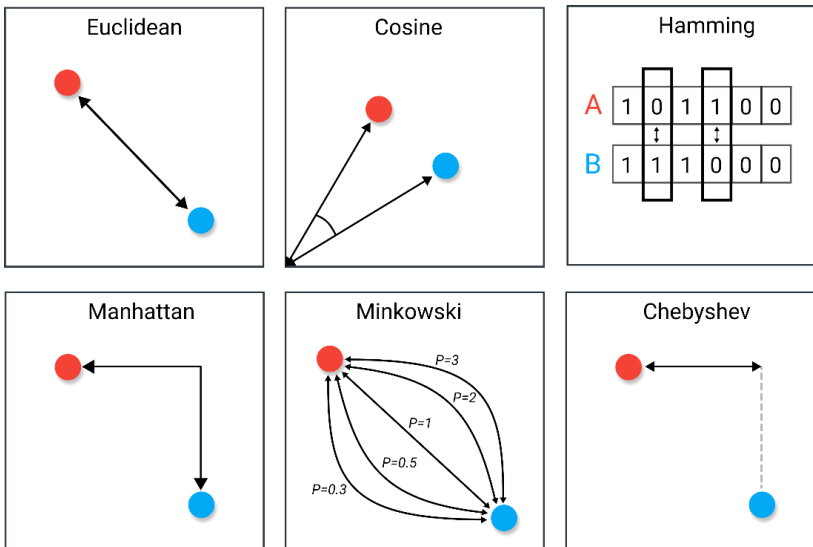 Euclidean
Cosine
Hamming
A 1 0 1 1 0 0
B 1 1 1 0 0 0
Manhattan
Minkowski
P=3
P=2
P=1
P=0.5
P=0.3
Chebyshev